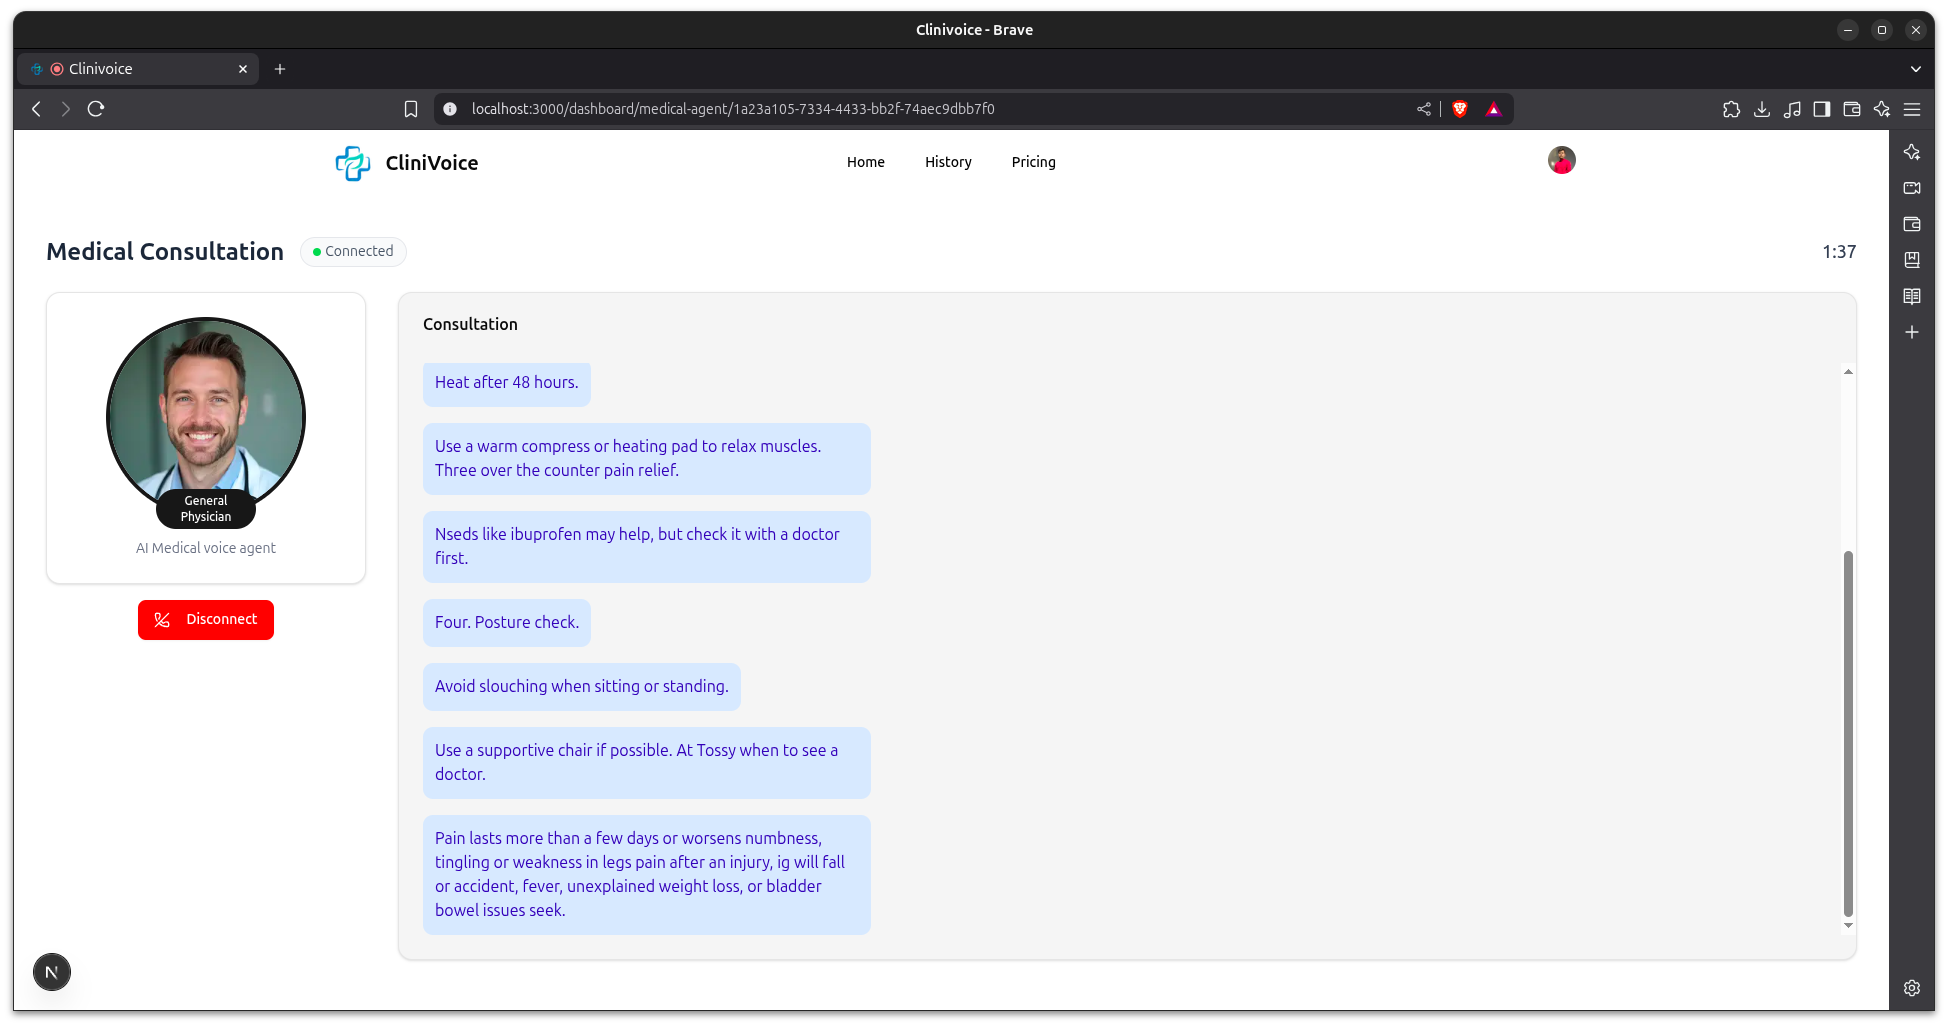 Clinivoice - Brave
Clinivoice
localhost:3000/dashboard/medical-agent/1a23a105-7334-4433-bb2f-74aec9dbb7f0
CliniVoice
Home
History
Pricing
Medical Consultation
Connected
1:37
General
Physician
AI Medical voice agent
Disconnect
Consultation
Heat after 48 hours.
Use a warm compress or heating pad to relax muscles.
Three over the counter pain relief.
Nseds like ibuprofen may help, but check it with a doctor
first.
Four. Posture check.
Avoid slouching when sitting or standing.
Use a supportive chair if possible. At Tossy when to see a
doctor.
Pain lasts more than a few days or worsens numbness,
tingling or weakness in legs pain after an injury, ig will fall
or accident, fever, unexplained weight loss, or bladder
bowel issues seek.
N